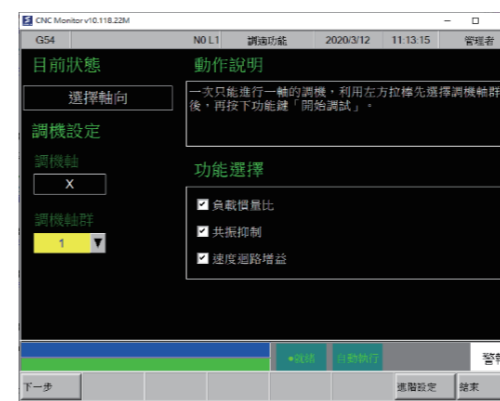 CNC Monitor v10.118.22M
G54 N0 L1 調機功能 2020/3/12 11:13:15 管理者
目前狀態
選擇軸向
調機設定
調機軸
X
調機軸群
1
動作說明
一次只能進行一軸的調機,利用左方拉棒先選擇調機軸群
後,再按下功能鍵「開始調試」。
功能選擇
負載慣量比
共振抑制
速度迴路增益
●就緒 自動執行 警報
下一步 進階設定 結束